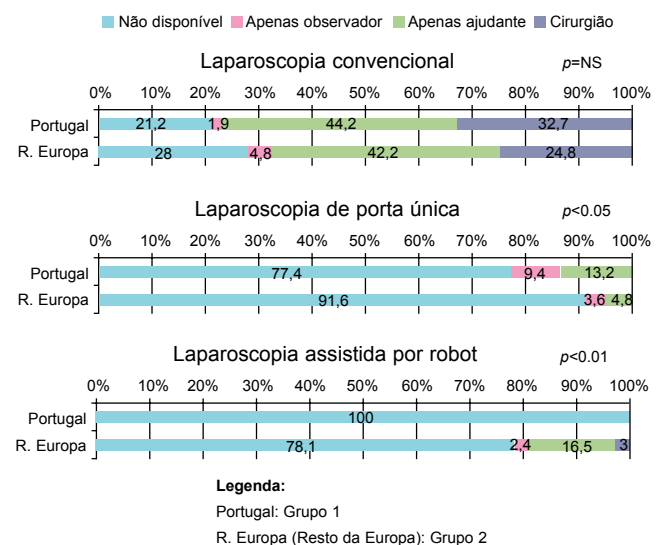 Não disponível Apenas observador Apenas ajudante Cirurgião
Laparoscopia convencional p=NS
0% 10% 20% 30% 40% 50% 60% 70% 80% 90% 100%
Portugal 21,2 1,9 44,2 32,7
R. Europa 28 4,8 42,2 24,8
Laparoscopia de porta única p<0.05
0% 10% 20% 30% 40% 50% 60% 70% 80% 90% 100%
Portugal 77,4 9,4 13,2
R. Europa 91,6 3,6 4,8
Laparoscopia assistida por robot p<0.01
0% 10% 20% 30% 40% 50% 60% 70% 80% 90% 100%
Portugal 100
R. Europa 78,1 2,4 16,5 3
Legenda:
Portugal: Grupo 1
R. Europa (Resto da Europa): Grupo 2